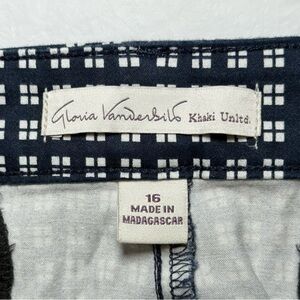 Gloria Vanderbilt Khaki Unltd.
16
MADE IN
MADAGASCAR